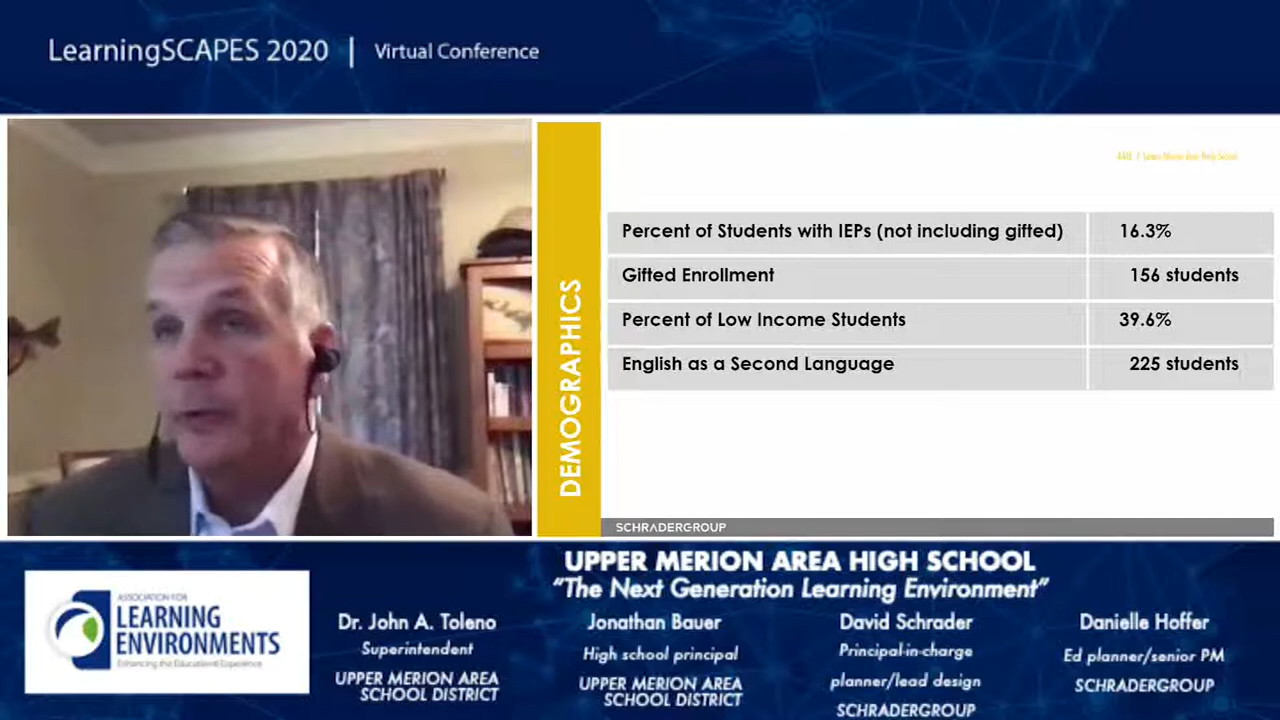 LearningSCAPES 2020 | Virtual Conference
Percent of Students with IEPs (not including gifted) 16.3%
Gifted Enrollment 156 students
Percent of Low Income Students 39.6%
English as a Second Language 225 students
DEMOGRAPHICS
SCHRADERGROUP
UPPER MERION AREA HIGH SCHOOL
“The Next Generation Learning Environment”
ASSOCIATION FOR
LEARNING
ENVIRONMENTS
Enhancing the Educational Experience
Dr. John A. Toleno
Superintendent
UPPER MERION AREA
SCHOOL DISTRICT
Jonathan Bauer
High school principal
UPPER MERION AREA
SCHOOL DISTRICT
David Schrader
Principal-in-charge
planner/lead design
SCHRADERGROUP
Danielle Hoffer
Ed planner/senior PM
SCHRADERGROUP